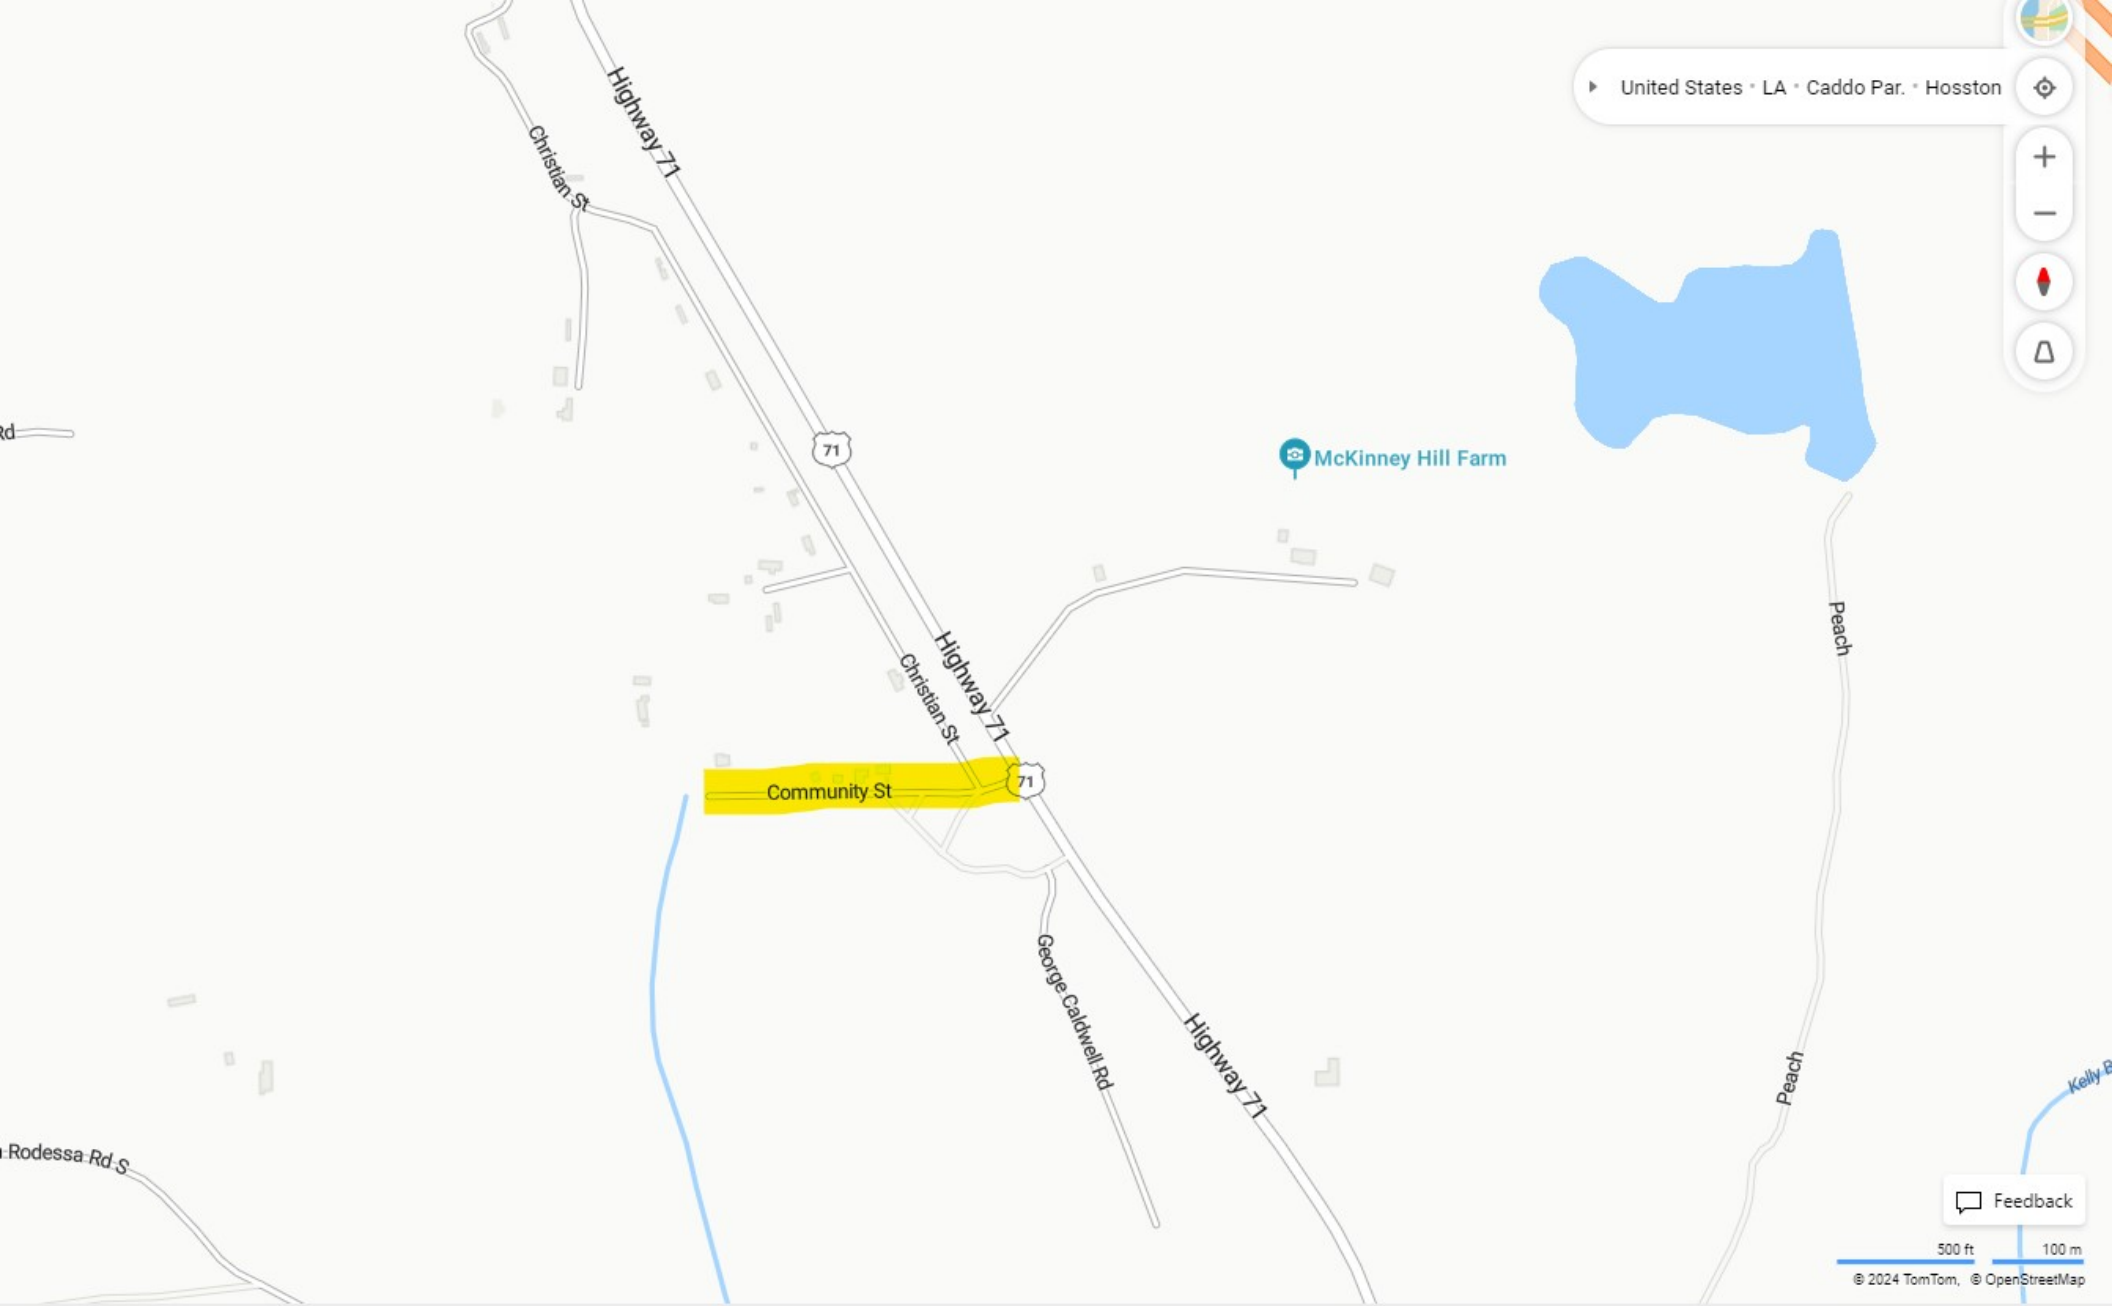 Highway 71
United States • LA • Caddo Par. • Hosston
Christian St
Rd
71
McKinney Hill Farm
Peach
Highway 71
Christian St
71
Community St
George Caldwell Rd
Highway 71
Peach
Kelly B
Rodessa Rd S
Feedback
500 ft
100 m
© 2024 TomTom, © OpenStreetMap